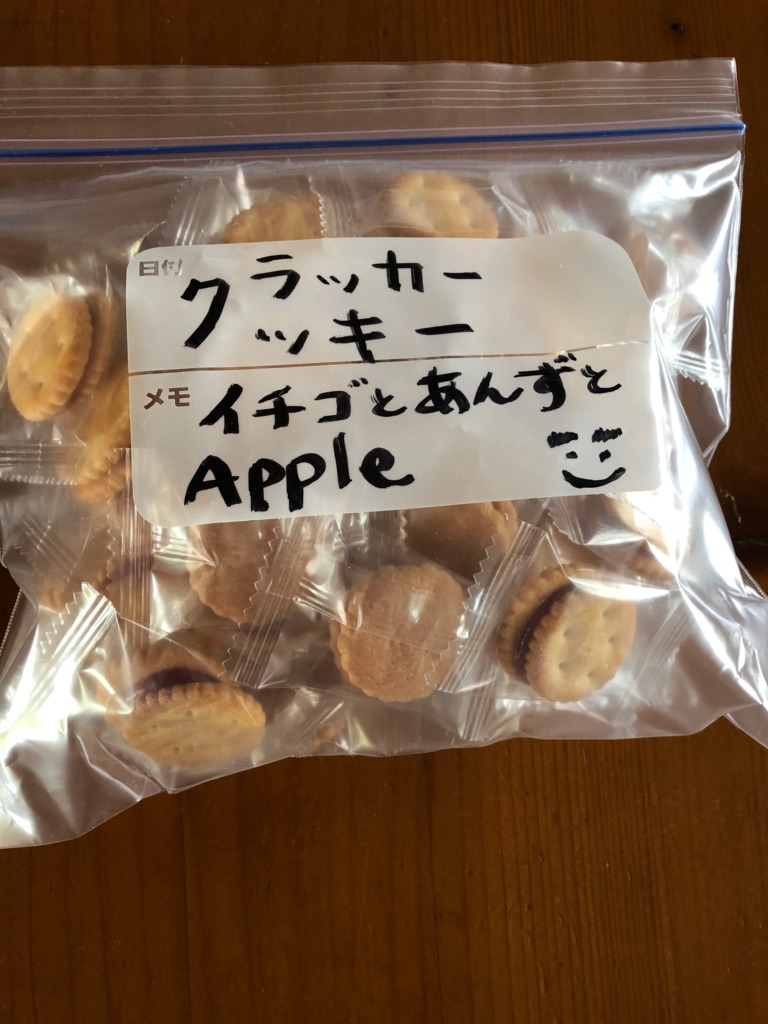 日付
クラッカー
ッキー
メモ イチゴとあんずと
Apple